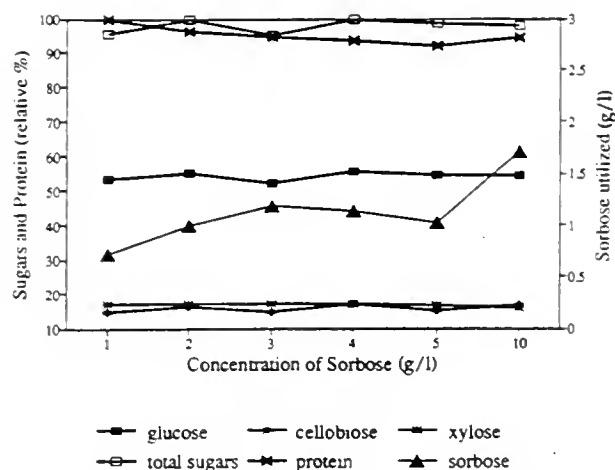 Sugars and Protein (relative %)
100
90
80
70
60
50
40
30
20
10
3
2.5
2
1.5
1
0.5
0
Sorbose utilized (g/l)
1 2 3 4 5 10
Concentration of Sorbose (g/l)
glucose cellobiose xylose
total sugars protein sorbose